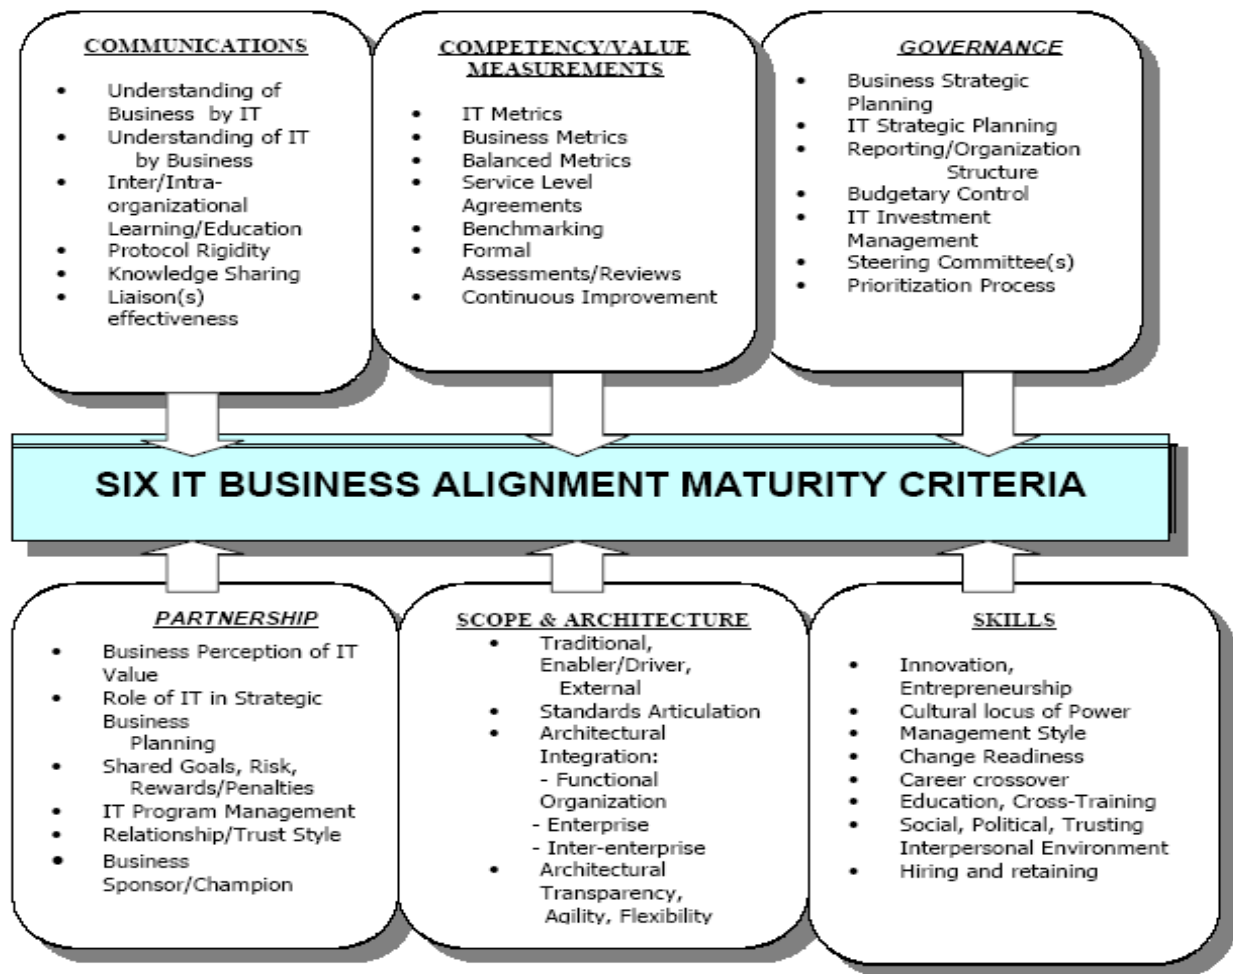 COMMUNICATIONS
• Understanding of
Business by IT
• Understanding of IT
by Business
• Inter/Intra-
organizational
Learning/Education
• Protocol Rigidity
• Knowledge Sharing
• Liaison(s)
effectiveness
COMPETENCY/VALUE
MEASUREMENTS
• IT Metrics
• Business Metrics
• Balanced Metrics
• Service Level
Agreements
• Benchmarking
• Formal
Assessments/Reviews
• Continuous Improvement
GOVERNANCE
• Business Strategic
Planning
• IT Strategic Planning
• Reporting/Organization
Structure
• Budgetary Control
• IT Investment
Management
• Steering Committee(s)
• Prioritization Process
SIX IT BUSINESS ALIGNMENT MATURITY CRITERIA
PARTNERSHIP
• Business Perception of IT
Value
• Role of IT in Strategic
Business
Planning
• Shared Goals, Risk,
Rewards/Penalties
• IT Program Management
• Relationship/Trust Style
• Business
Sponsor/Champion
SCOPE & ARCHITECTURE
• Traditional,
Enabler/Driver,
External
• Standards Articulation
• Architectural
Integration:
- Functional
Organization
- Enterprise
- Inter-enterprise
• Architectural
Transparency,
Agility, Flexibility
SKILLS
• Innovation,
Entrepreneurship
• Cultural locus of Power
• Management Style
• Change Readiness
• Career crossover
• Education, Cross-Training
• Social, Political, Trusting
Interpersonal Environment
• Hiring and retaining